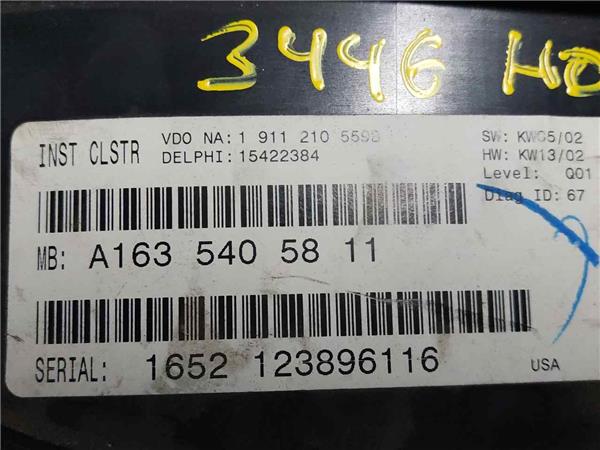 3446 HO
INST CLSTR
VDO NA: 1 911 210 5598
DELPHI: 15422384
SW: KW05/02
HW: KW13/02
Level: Q01
Diag ID: 67
MB: A163 540 58 11
SERIAL: 1652 123896116
USA